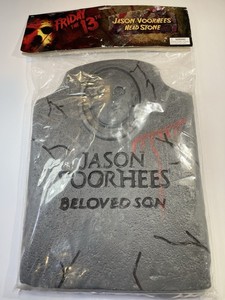 FRIDAY
THE 13TH
JASON VOORHEES
HEAD STONE
JASON
VOORHEES
BELOVED SON